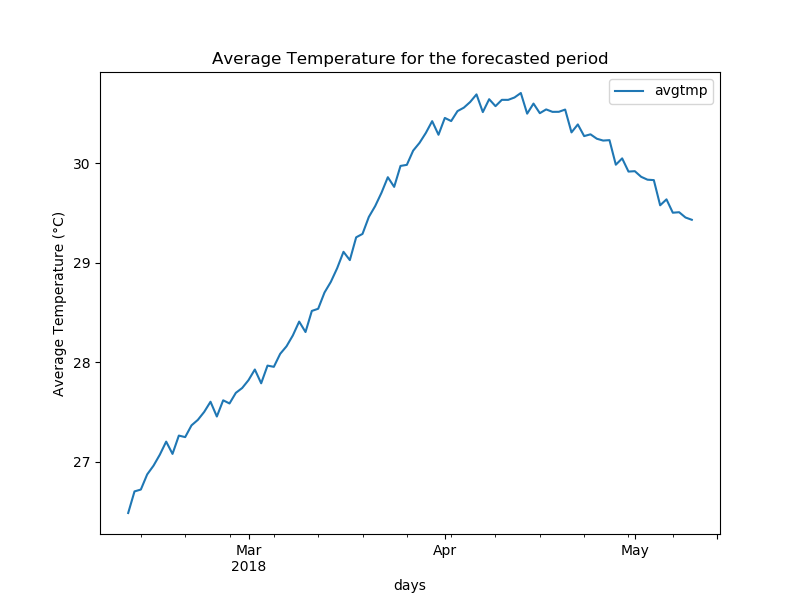 Average Temperature for the forecasted period
avgtmp
Average Temperature (°C)
30
29
28
27
Mar
2018
Apr
May
days